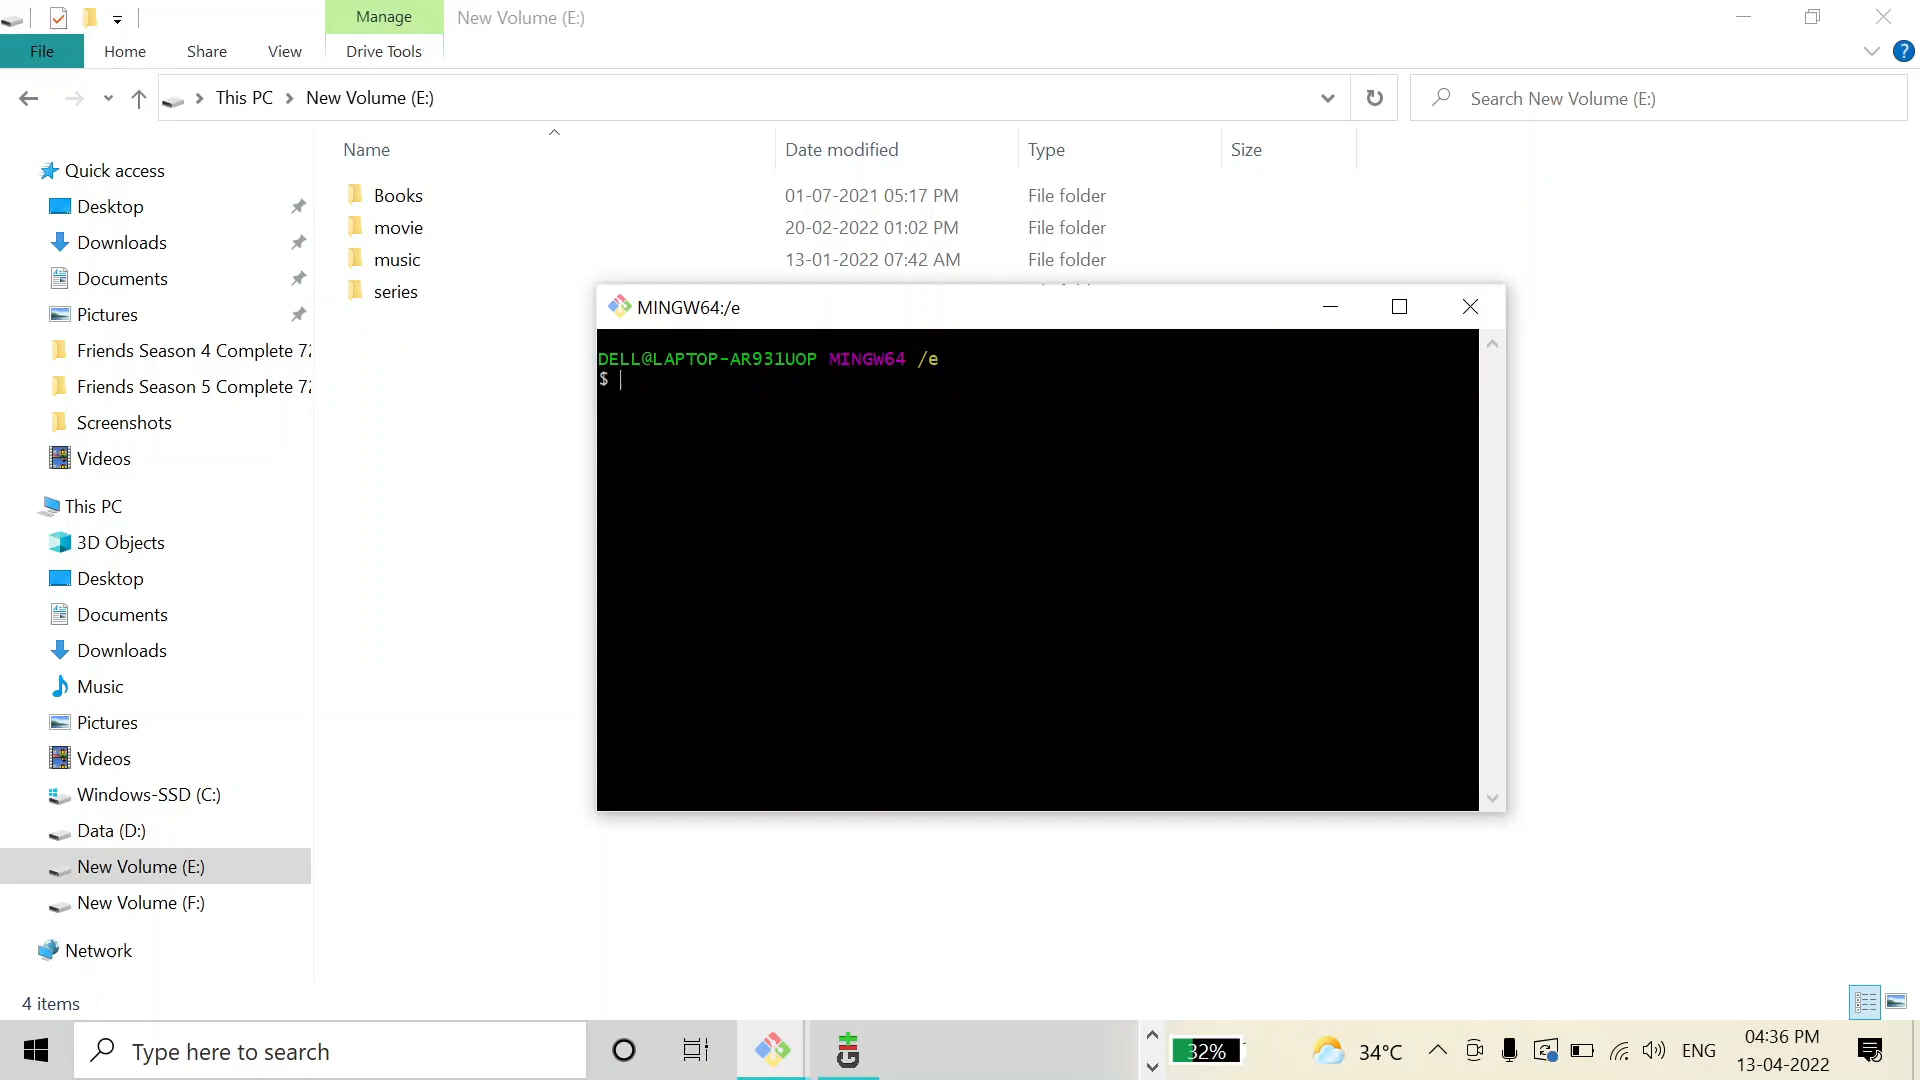 Manage
New Volume (E:)
File
Home
Share
View
Drive Tools
This PC
New Volume (E:)
Search New Volume (E:)
Name
Date modified
Type
Size
Quick access
Desktop
Downloads
Documents
Pictures
Friends Season 4 Complete 72
Friends Season 5 Complete 72
Screenshots
Videos
This PC
3D Objects
Desktop
Documents
Downloads
Music
Pictures
Videos
Windows-SSD (C:)
Data (D:)
New Volume (E:)
New Volume (F:)
Network
Books 01-07-2021 05:17 PM File folder
movie 20-02-2022 01:02 PM File folder
music 13-01-2022 07:42 AM File folder
series
MINGW64:/e
DELL@LAPTOP-AR931UOP MINGW64 /e
$
4 items
Type here to search
32%
34°C
ENG
04:36 PM
13-04-2022